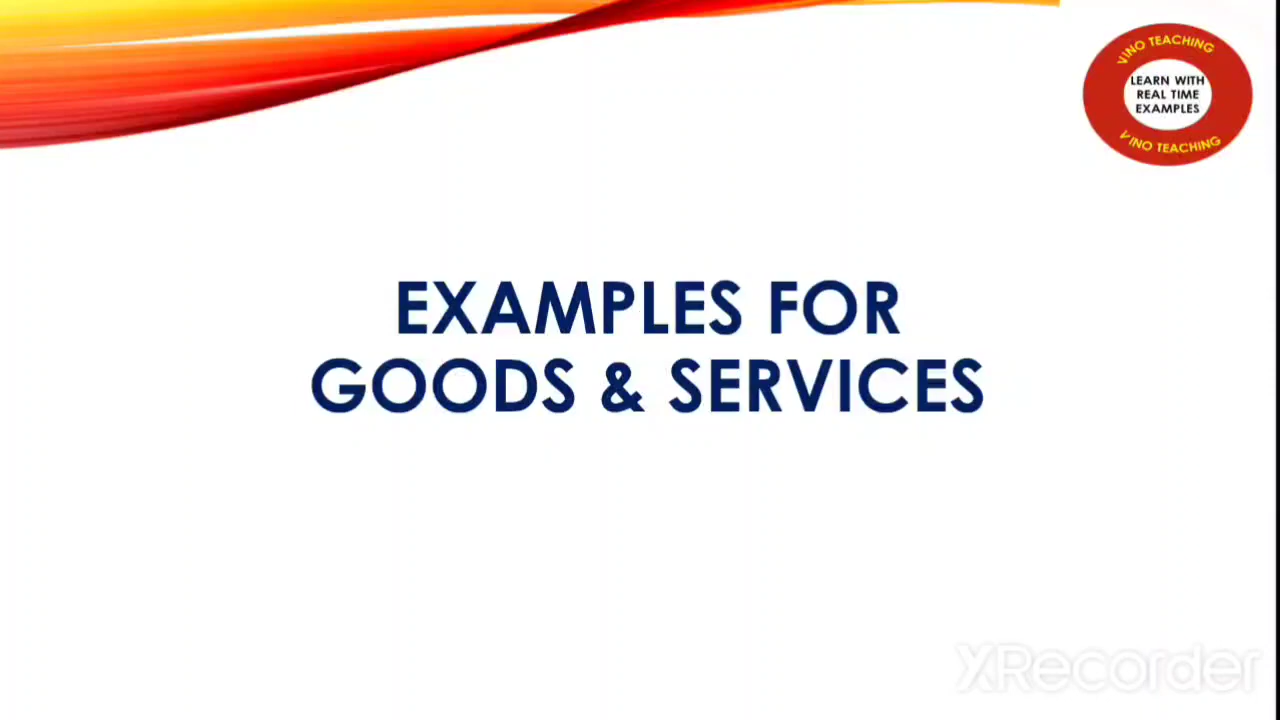 VINO TEACHING
LEARN WITH
REAL TIME
EXAMPLES
VINO TEACHING
EXAMPLES FOR
GOODS & SERVICES
XRecorder